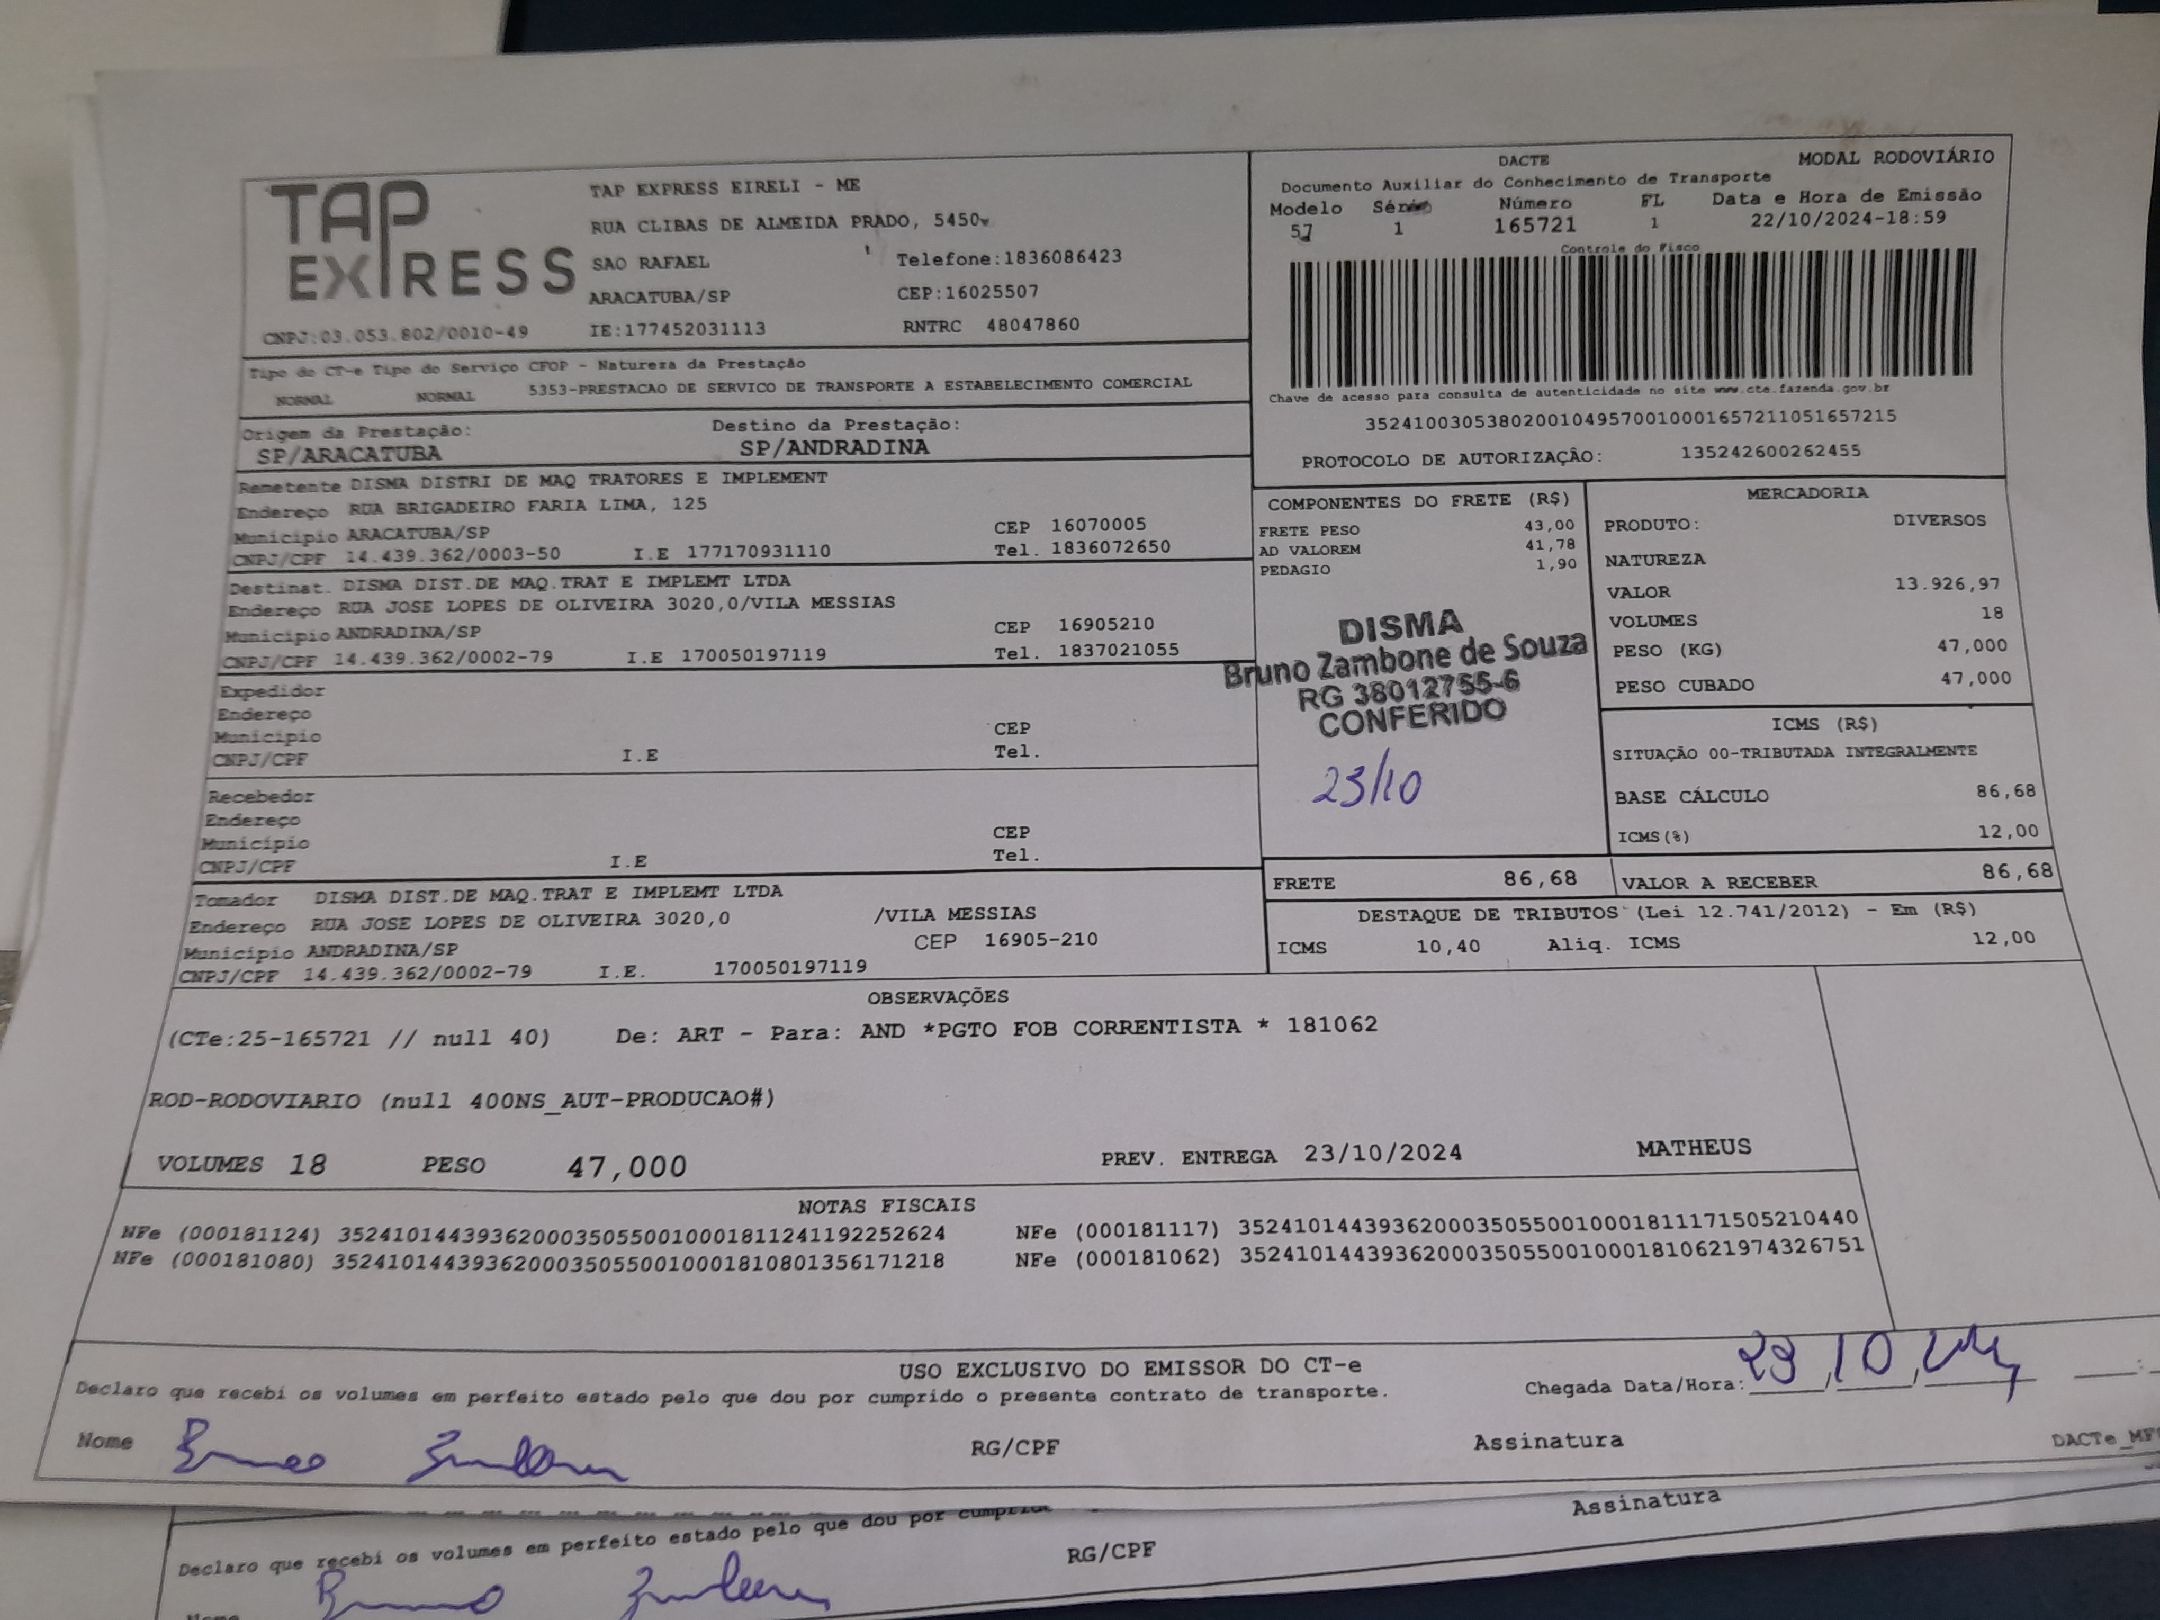 TAP EXPRESS
TAP EXPRESS EIRELI - ME
RUA CLIBAS DE ALMEIDA PRADO, 5450
SAO RAFAEL Telefone:1836086423
ARACATUBA/SP CEP:16025507
CNPJ:03.053.802/0010-49 IE:177452031113 RNTRC 48047860
DACTE MODAL RODOVIÁRIO
Documento Auxiliar do Conhecimento de Transporte
Modelo Série Número FL Data e Hora de Emissão
57 1 165721 1 22/10/2024-18:59
Controle do Fisco
Chave de acesso para consulta de autenticidade no site www.cte.fazenda.gov.br
35241003053802001049570010001657211051657215
PROTOCOLO DE AUTORIZAÇÃO: 135242600262455
Tipo do CT-e Tipo do Serviço CFOP - Natureza da Prestação
NORMAL NORMAL 5353-PRESTACAO DE SERVICO DE TRANSPORTE A ESTABELECIMENTO COMERCIAL
Origem da Prestação: Destino da Prestação:
SP/ARACATUBA SP/ANDRADINA
Remetente DISMA DISTRI DE MAQ TRATORES E IMPLEMENT
Endereço RUA BRIGADEIRO FARIA LIMA, 125
Município ARACATUBA/SP CEP 16070005
CNPJ/CPF 14.439.362/0003-50 I.E 177170931110 Tel. 1836072650
Destinat. DISMA DIST.DE MAQ.TRAT E IMPLEMT LTDA
Endereço RUA JOSE LOPES DE OLIVEIRA 3020,0/VILA MESSIAS
Município ANDRADINA/SP CEP 16905210
CNPJ/CPF 14.439.362/0002-79 I.E 170050197119 Tel. 1837021055
Expedidor
Endereço
Município CEP
CNPJ/CPF I.E Tel.
Recebedor
Endereço
Município CEP
CNPJ/CPF I.E Tel.
Tomador DISMA DIST.DE MAQ.TRAT E IMPLEMT LTDA
Endereço RUA JOSE LOPES DE OLIVEIRA 3020,0 /VILA MESSIAS
Município ANDRADINA/SP CEP 16905-210
CNPJ/CPF 14.439.362/0002-79 I.E. 170050197119
COMPONENTES DO FRETE (R$)
FRETE PESO 43,00
AD VALOREM 41,78
PEDAGIO 1,90
DISMA
Bruno Zambone de Souza
RG 38012755-6
CONFERIDO
23/10
MERCADORIA
PRODUTO: DIVERSOS
NATUREZA
VALOR 13.926,97
VOLUMES 18
PESO (KG) 47,000
PESO CUBADO 47,000
ICMS (R$)
SITUAÇÃO 00-TRIBUTADA INTEGRALMENTE
BASE CÁLCULO 86,68
ICMS(%) 12,00
FRETE 86,68 VALOR A RECEBER 86,68
DESTAQUE DE TRIBUTOS (Lei 12.741/2012) - Em (R$)
ICMS 10,40 Aliq. ICMS 12,00
OBSERVAÇÕES
(CTe:25-165721 // null 40) De: ART - Para: AND *PGTO FOB CORRENTISTA * 181062
ROD-RODOVIARIO (null 400NS_AUT-PRODUCAO#)
VOLUMES 18 PESO 47,000 PREV. ENTREGA 23/10/2024 MATHEUS
NOTAS FISCAIS
NFe (000181124) 35241014439362000350550010001811241192252624 NFe (000181117) 35241014439362000350550010001811171505210440
NFe (000181080) 35241014439362000350550010001810801356171218 NFe (000181062) 35241014439362000350550010001810621974326751
USO EXCLUSIVO DO EMISSOR DO CT-e
Declaro que recebi os volumes em perfeito estado pelo que dou por cumprido o presente contrato de transporte. Chegada Data/Hora: 23/10/24
Nome Bruno RG/CPF Assinatura DACTe_MF
Assinatura
Declaro que recebi os volumes em perfeito estado pelo que dou por
Bruno RG/CPF